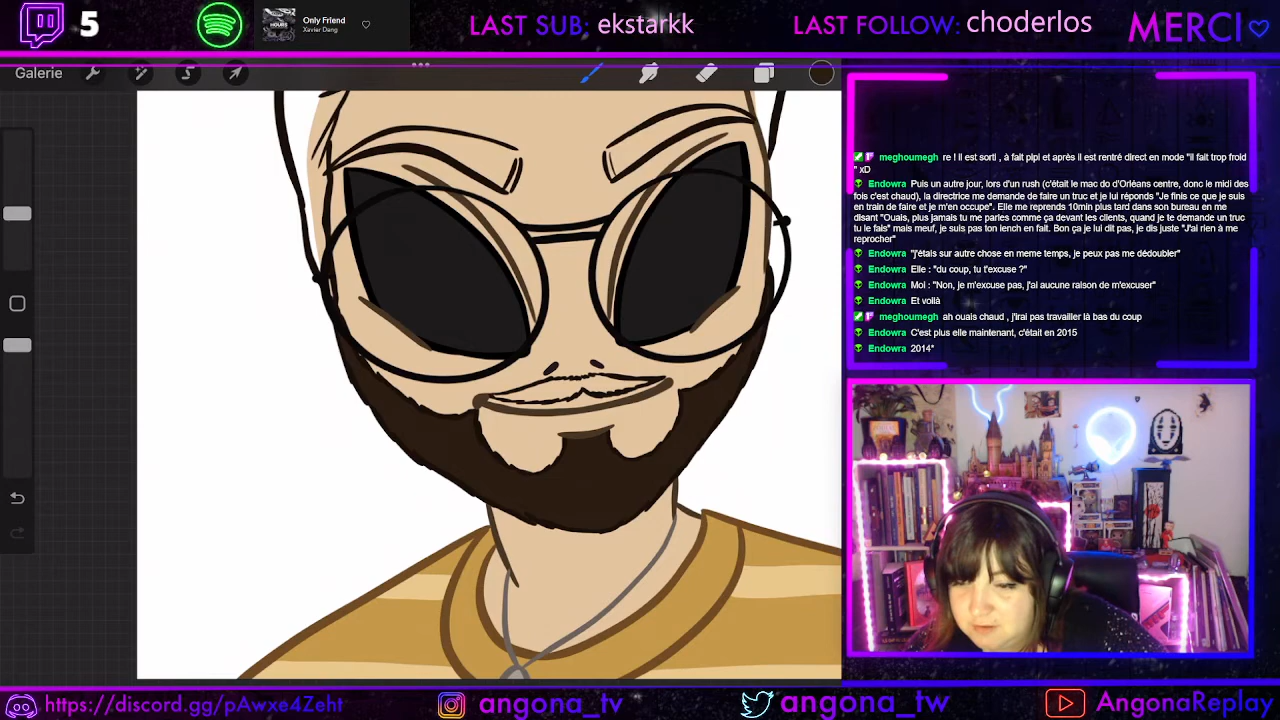 5
Only Friend
Xavier Dang
LAST SUB: ekstarkk
LAST FOLLOW: choderlos
MERCI
Galerie
meghoumegh re ! Il est sorti , à fait pipi et après il est rentré direct en mode "il fait trop froid
" xD
Endowra Puis un autre jour, lors d'un rush (c'était le mac do d'Orléans centre, donc le midi des
fois c'est chaud), la directrice me demande de faire un truc et je lui réponds "Je finis ce que je suis
en train de faire et je m'en occupe". Elle me reprends 10min plus tard dans son bureau en me
disant "Ouais, plus jamais tu me parles comme ça devant les clients, quand je te demande un truc
tu le fais" mais meuf, je suis pas ton lench en fait. Bon ça je lui dit pas, je dis juste "J'ai rien à me
reprocher"
Endowra "j'étais sur autre chose en meme temps, je peux pas me dédoubler"
Endowra Elle : "du coup, tu t'excuse ?"
Endowra Moi : "Non, je m'excuse pas, j'ai aucune raison de m'excuser"
Endowra Et voilà
meghoumegh ah ouais chaud , j'irai pas travailler là bas du coup
Endowra C'est plus elle maintenant, c'était en 2015
Endowra 2014*
https://discord.gg/pAwxe4Zeht
angona_tv
angona_tw
AngonaReplay